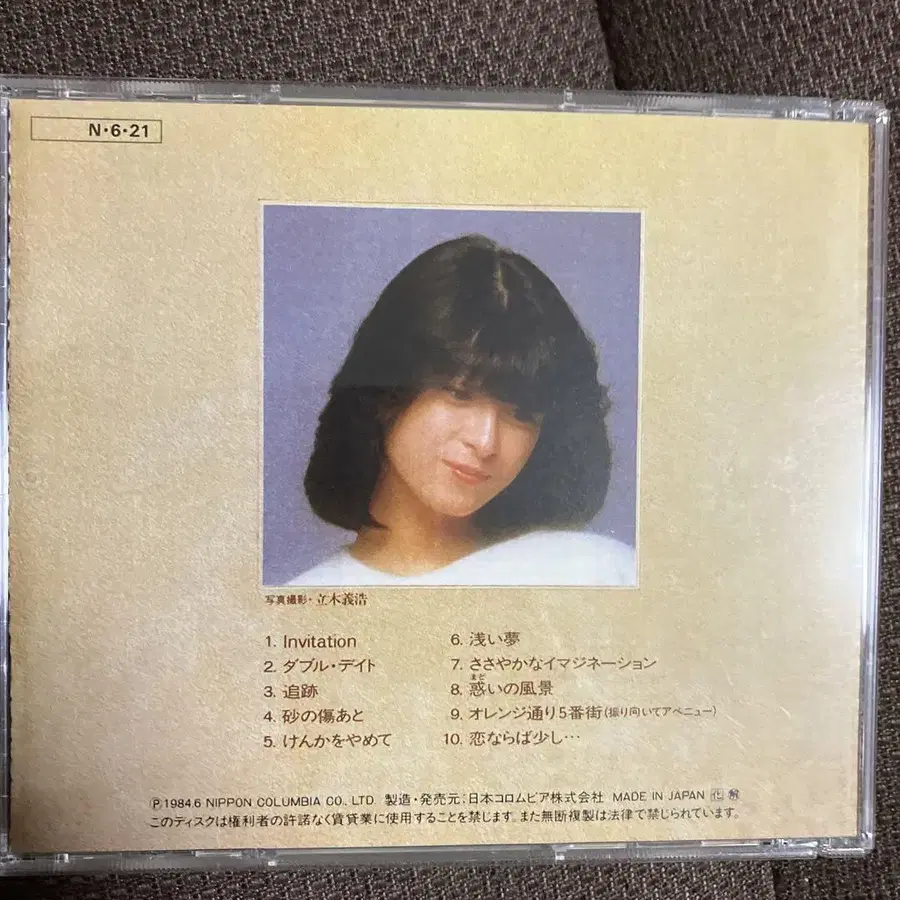 N・6・21
写真撮影・立木義浩
1. Invitation
2. ダブル・デイト
3. 追跡
4. 砂の傷あと
5. けんかをやめて
6. 浅い夢
7. ささやかなイマジネーション
8. 惑いの風景
まど
9. オレンジ通り5番街(振り向いてアベニュー)
10. 恋ならば少し…
Ⓟ1984.6 NIPPON COLUMBIA CO., LTD. 製造・発売元:日本コロムビア株式会社 MADE IN JAPAN
このディスクは権利者の許諾なく賃貸業に使用することを禁じます。また無断複製は法律で禁じられています。